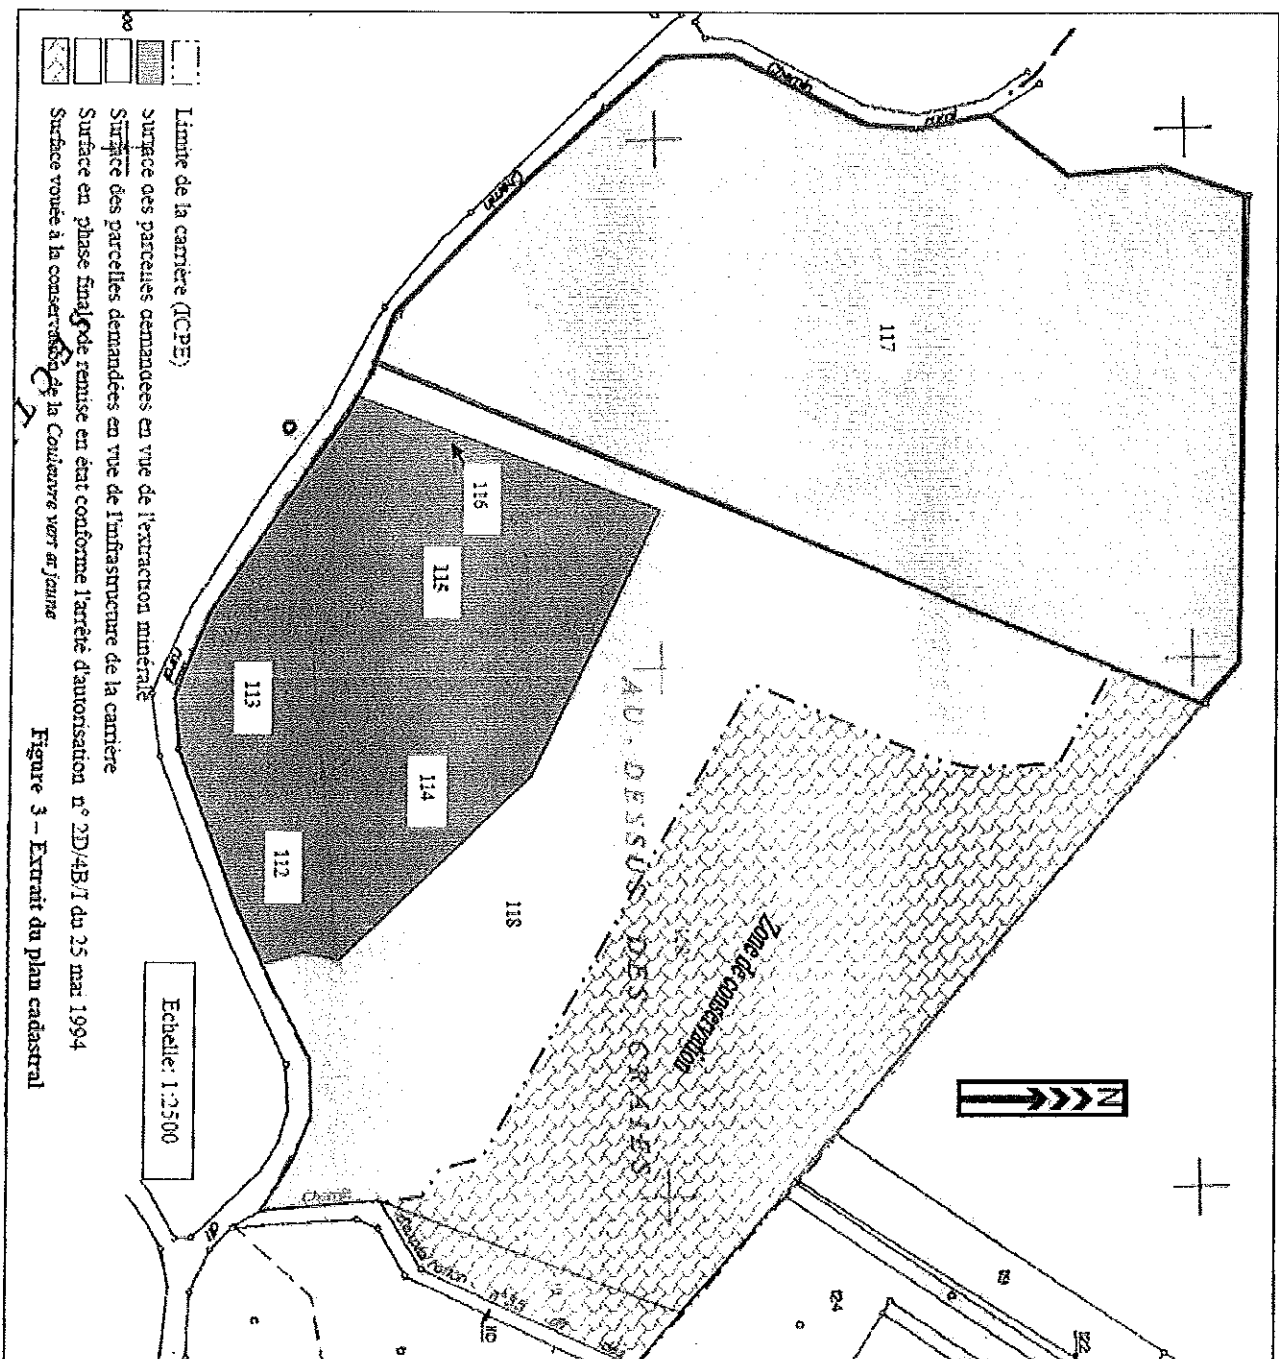 Chemin
Chemin
117
116
115
113
114
112
118
AU.DESSUS DES CRAIES
Zone de conservation
N
Limite de la carrière (ICPE)
Surface des parcelles demandées en vue de l'extraction minérale
Surface des parcelles demandées en vue de l'infrastructure de la carrière
Surface en phase finale de remise en état conforme l'arrêté d'autorisation n° 2D/4B/I du 25 mai 1994
Surface vouée à la conservation de la Couleuvre vert et jaune
Echelle: 1:2500
Figure 3 – Extrait du plan cadastral